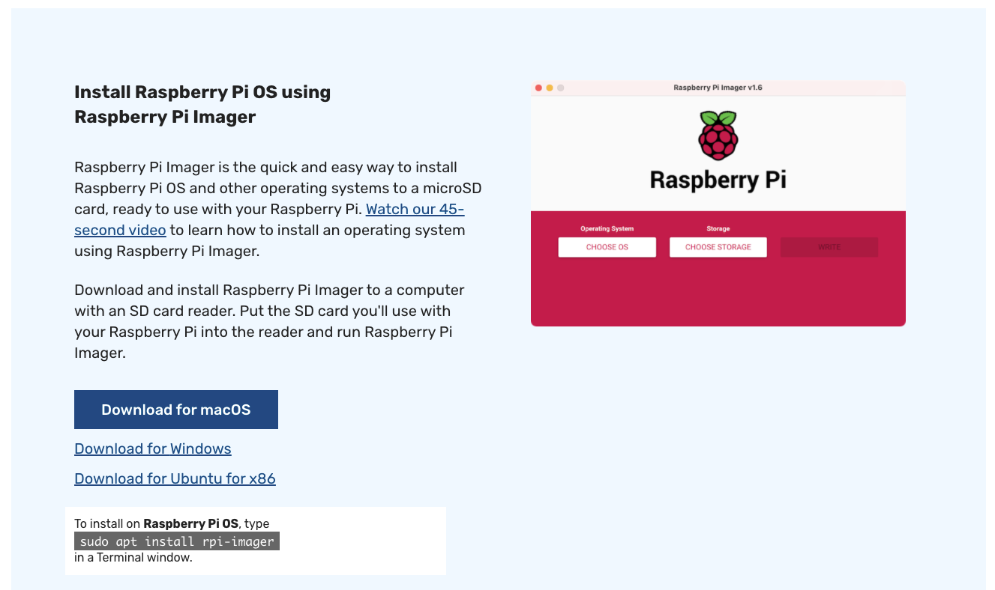 Install Raspberry Pi OS using
Raspberry Pi Imager
Raspberry Pi Imager is the quick and easy way to install
Raspberry Pi OS and other operating systems to a microSD
card, ready to use with your Raspberry Pi. Watch our 45-
second video to learn how to install an operating system
using Raspberry Pi Imager.
Download and install Raspberry Pi Imager to a computer
with an SD card reader. Put the SD card you'll use with
your Raspberry Pi into the reader and run Raspberry Pi
Imager.
Download for macOS
Download for Windows
Download for Ubuntu for x86
To install on Raspberry Pi OS, type
sudo apt install rpi-imager
in a Terminal window.
Raspberry Pi Imager v1.6
Raspberry Pi
Operating System Storage
CHOOSE OS CHOOSE STORAGE WRITE